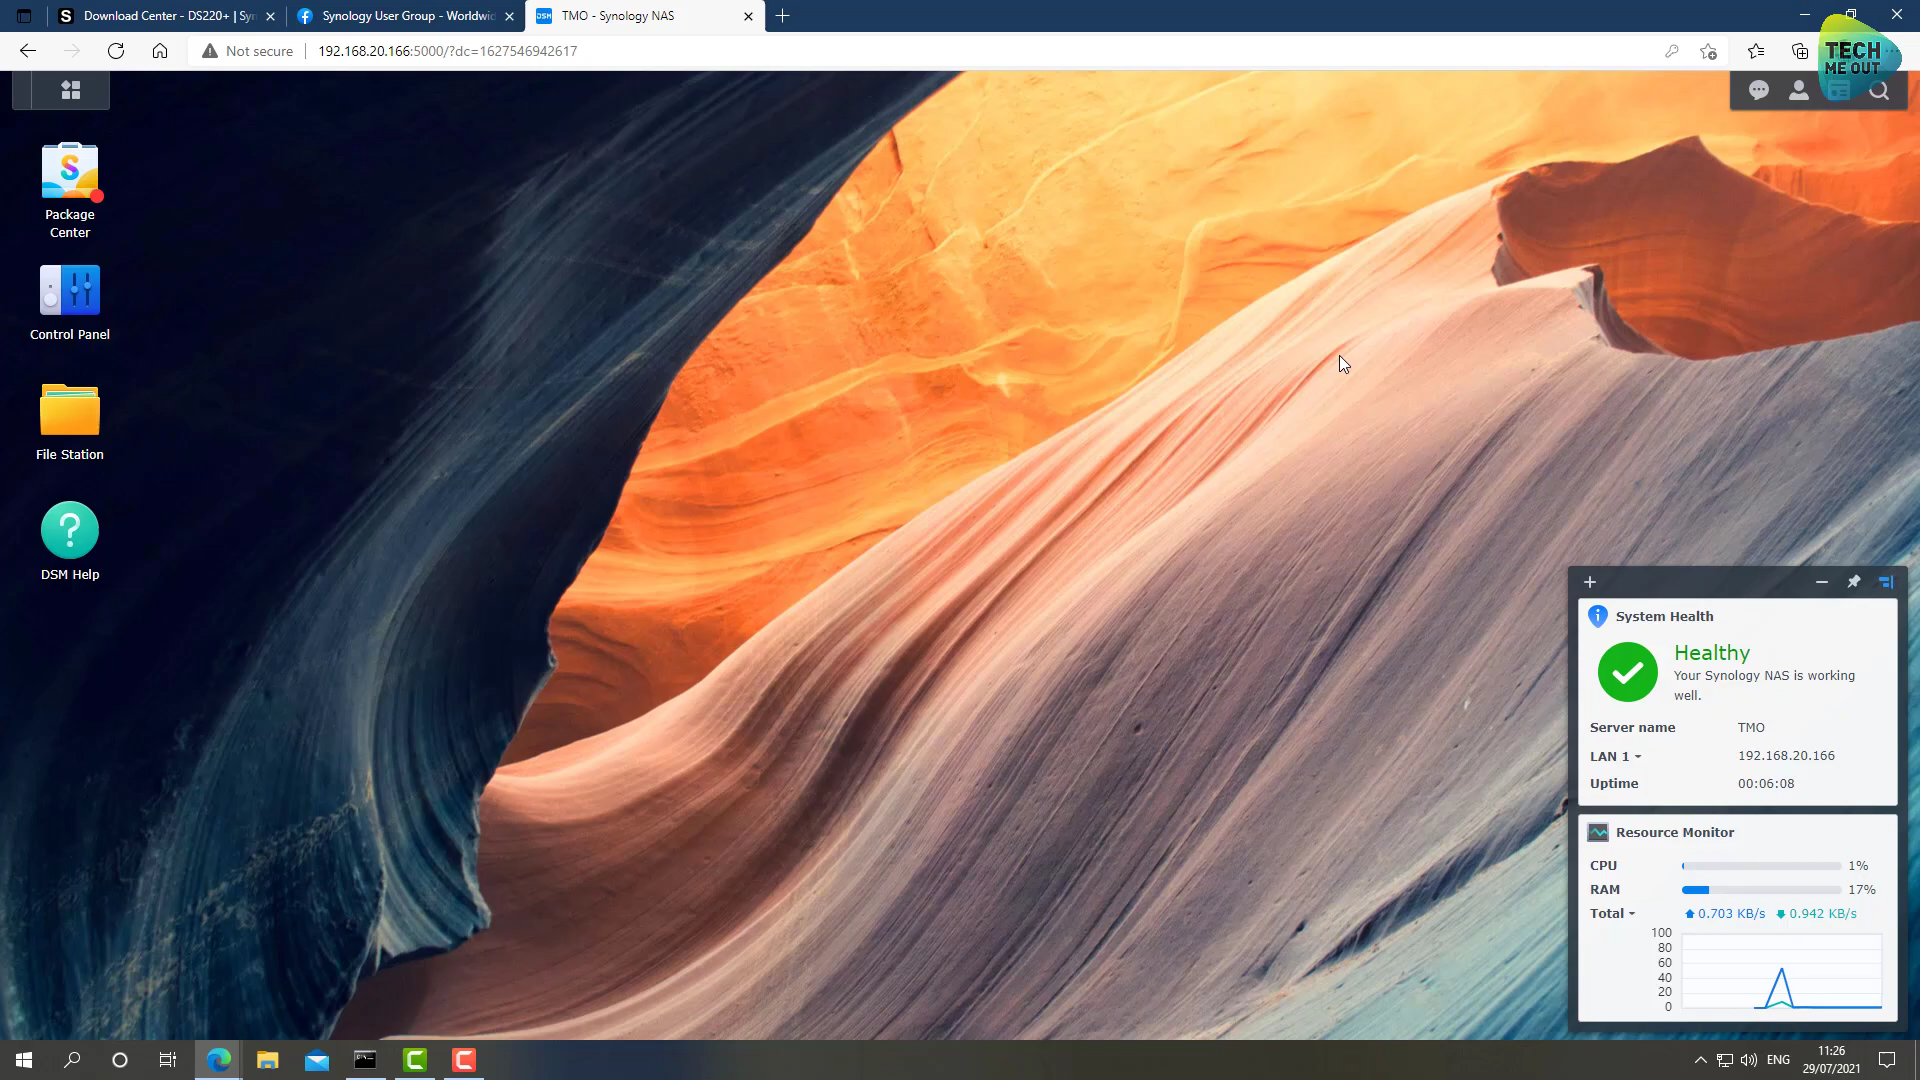 Download Center - DS220+ | Syn
Synology User Group - Worldwid
DSM
TMO - Synology NAS
Not secure
192.168.20.166:5000/?dc=1627546942617
TECH
ME OUT
Package
Center
Control Panel
File Station
DSM Help
System Health
Healthy
Your Synology NAS is working
well.
Server name TMO
LAN 1 192.168.20.166
Uptime 00:06:08
Resource Monitor
CPU 1%
RAM 17%
Total 0.703 KB/s 0.942 KB/s
100
80
60
40
20
0
ENG
11:26
29/07/2021